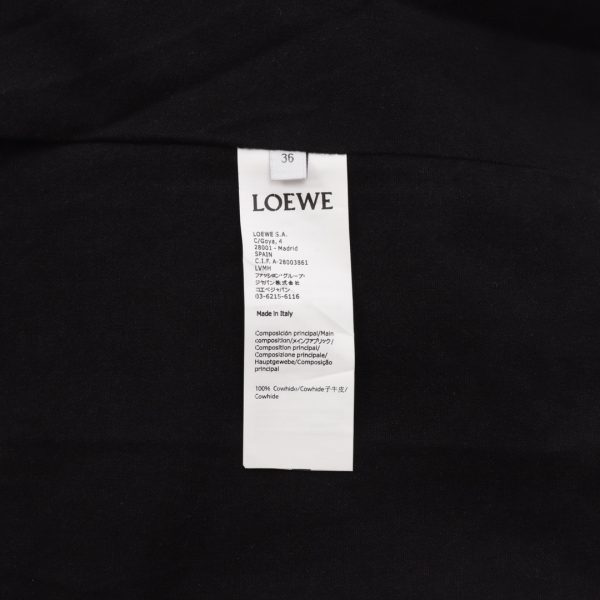 36
LOEWE
LOEWE S.A.
C/Goya, 4
28001 - Madrid
SPAIN
C.I.F. A-28003861
LVMH
ファッショングループ
ジャパン株式会社
コエベジャパン
03-6215-6116
Made in Italy
Composición principal/Main
composition/メインファブリック/
Composition principal/
Composizione principale/
Hauptgewebe/Composição
principal
100% Cowhido/Cowhide子牛皮/
Cowhide